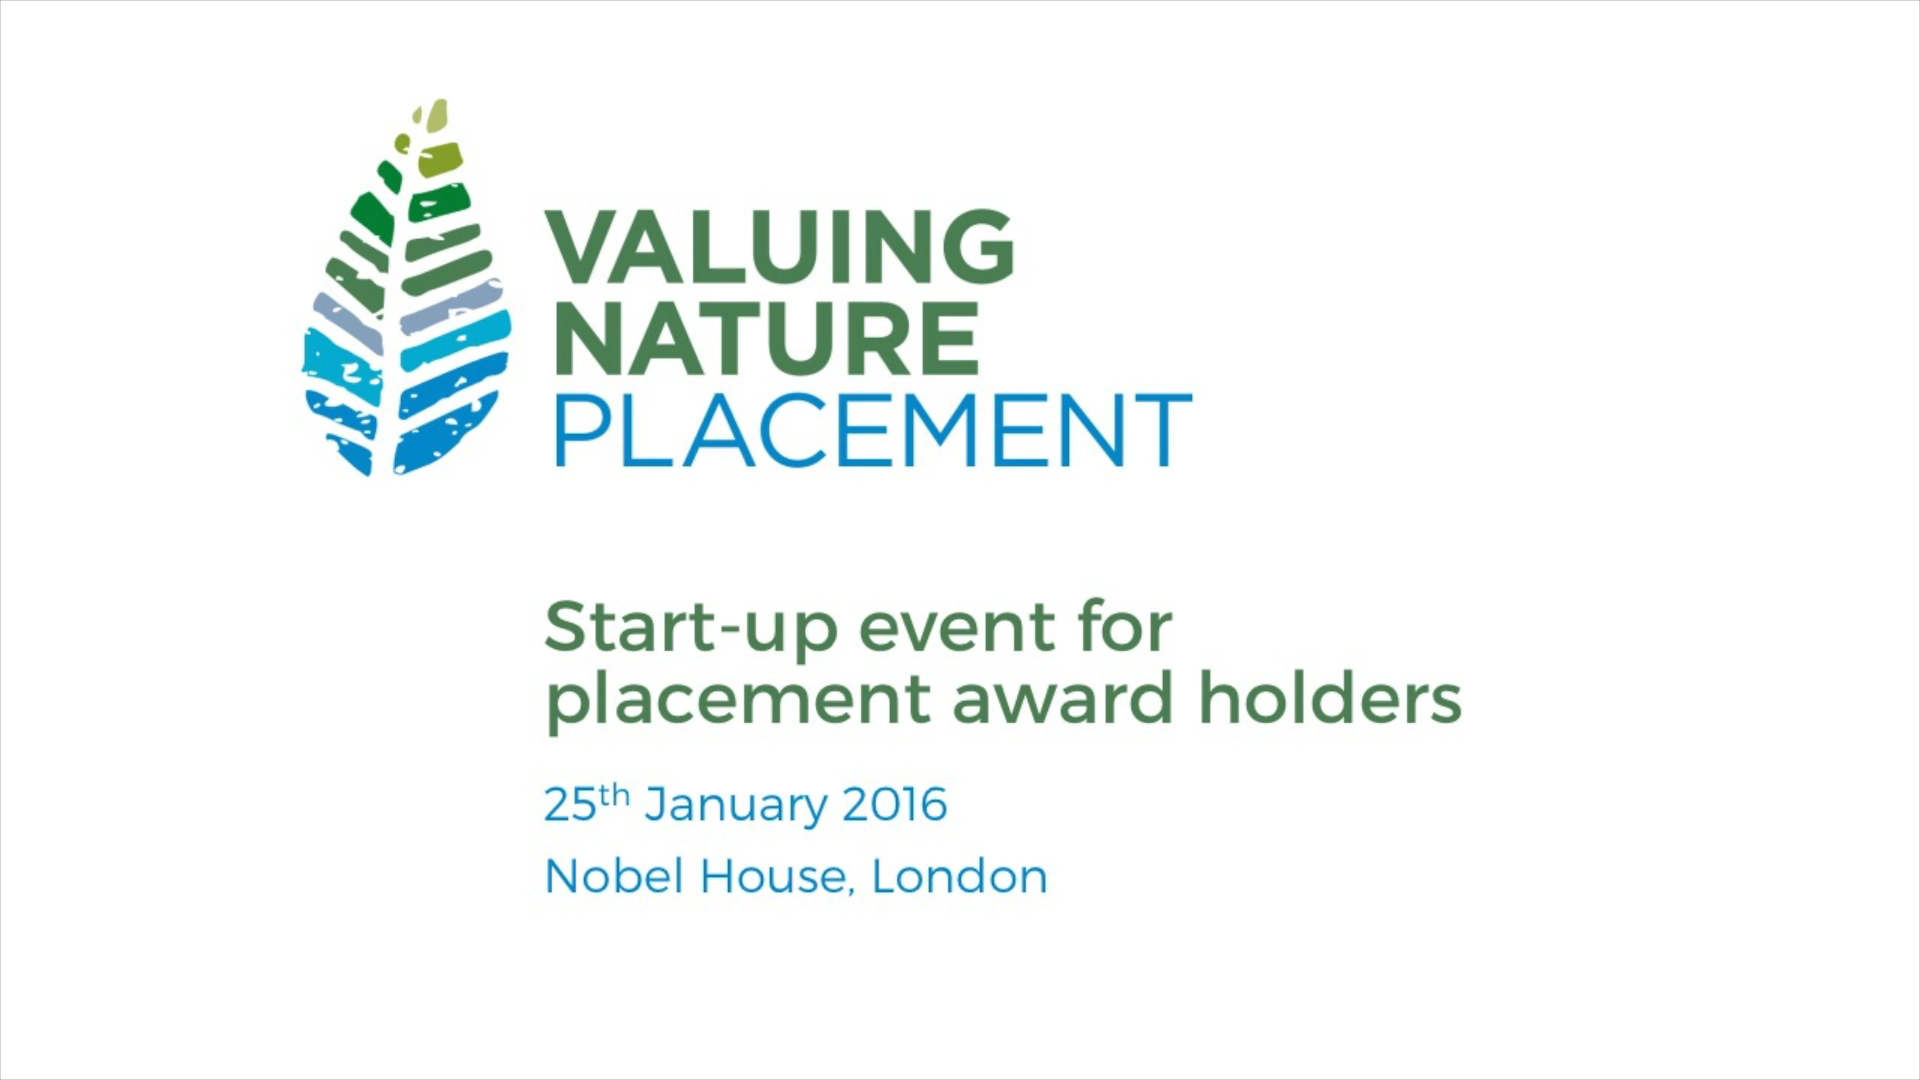 VALUING
NATURE
PLACEMENT
Start-up event for
placement award holders
25th January 2016
Nobel House, London